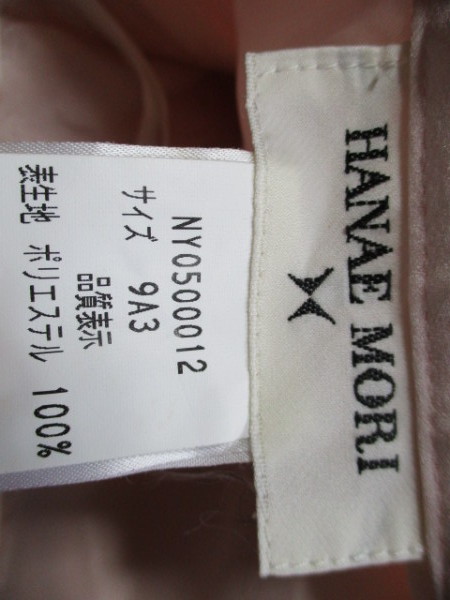 HANAE MORI
NY0500012
サイズ 9A3
品質表示
表生地 ポリエステル 100%